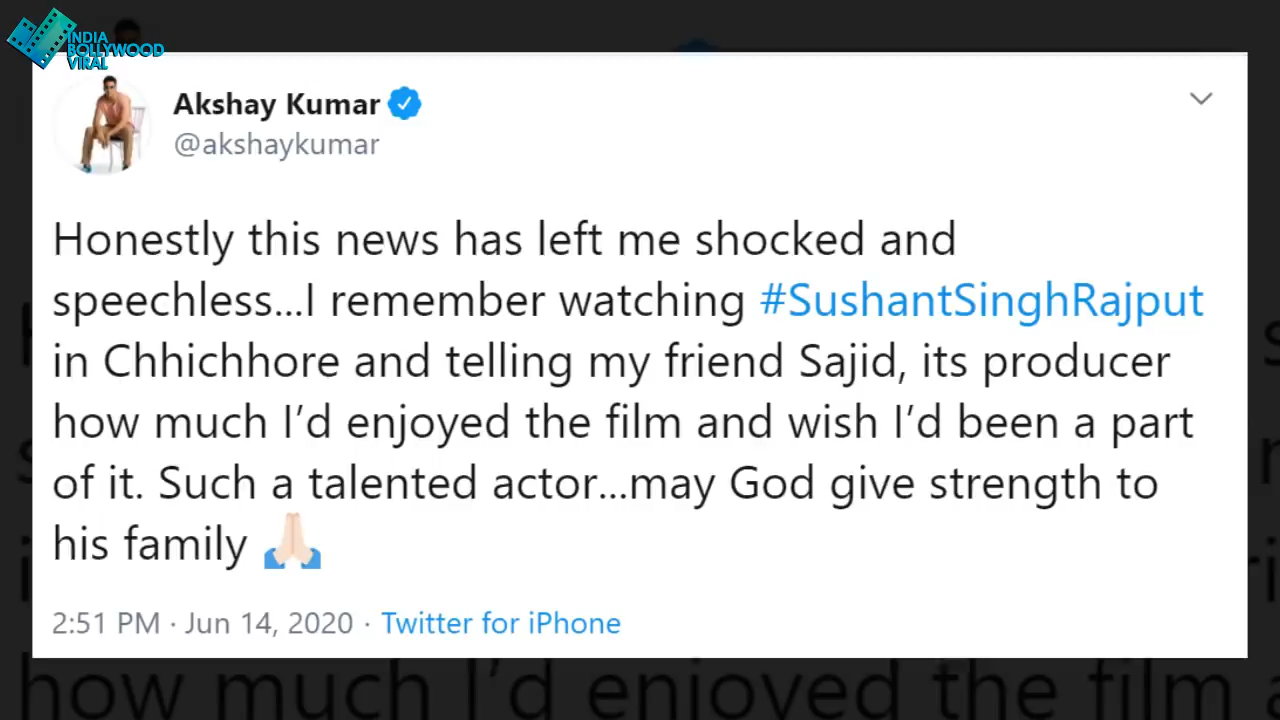 INDIA
BOLLYWOOD
VIRAL
Akshay Kumar
@akshaykumar
Honestly this news has left me shocked and
speechless...I remember watching #SushantSinghRajput
in Chhichhore and telling my friend Sajid, its producer
how much I’d enjoyed the film and wish I’d been a part
of it. Such a talented actor...may God give strength to
his family 🙏🏻
2:51 PM · Jun 14, 2020 · Twitter for iPhone
how much I’d enjoyed the film a